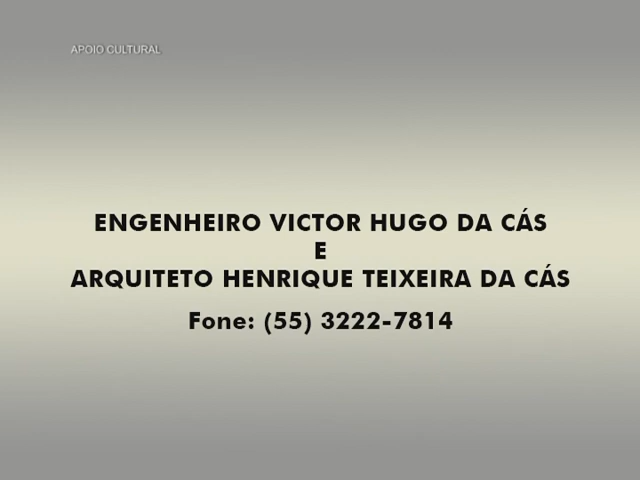 APOIO CULTURAL
ENGENHEIRO VICTOR HUGO DA CÁS
E
ARQUITETO HENRIQUE TEIXEIRA DA CÁS
Fone: (55) 3222-7814